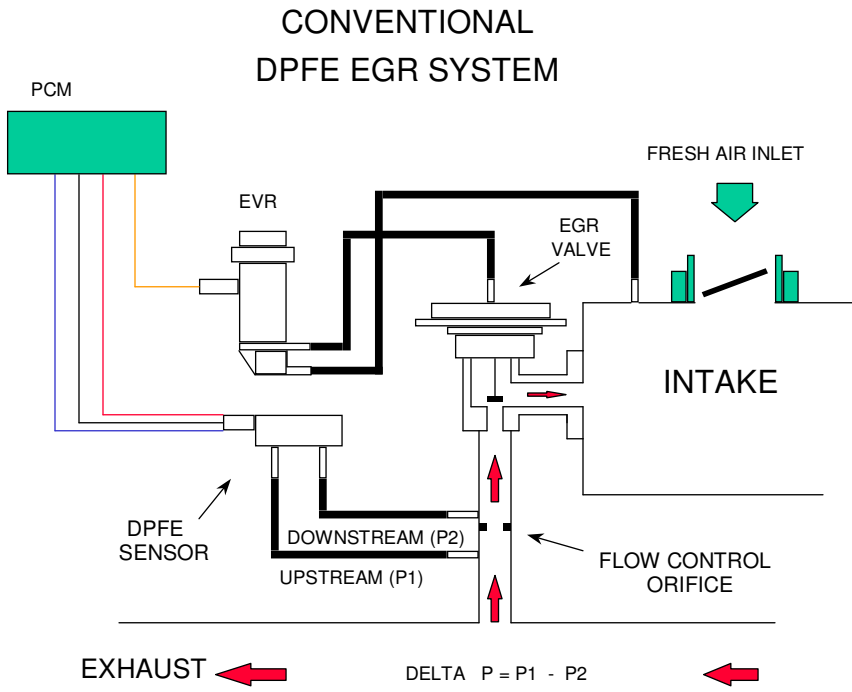 CONVENTIONAL
DPFE EGR SYSTEM
PCM
FRESH AIR INLET
EVR
EGR
VALVE
INTAKE
DPFE
SENSOR
DOWNSTREAM (P2)
UPSTREAM (P1)
FLOW CONTROL
ORIFICE
EXHAUST
DELTA P = P1 - P2